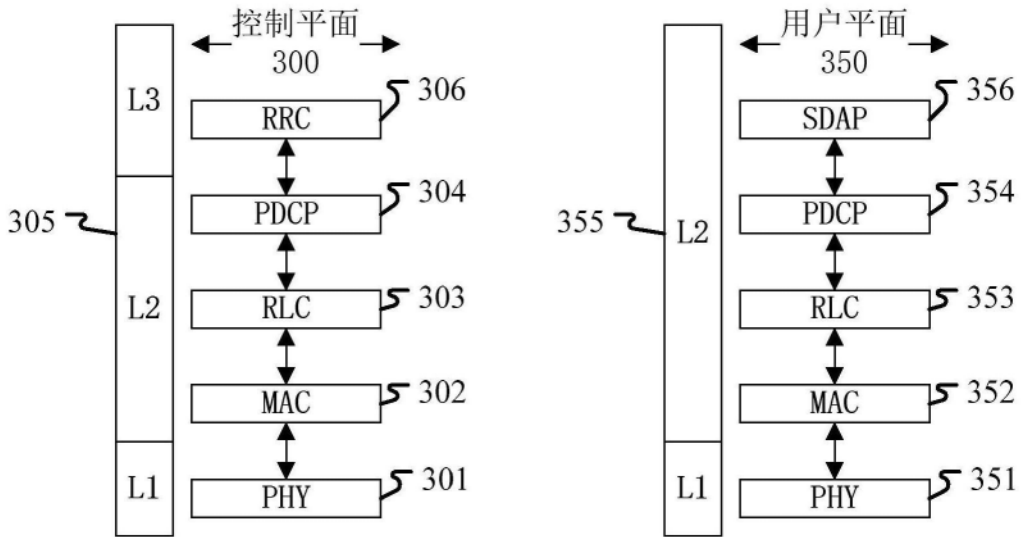 控制平面
300
L3
RRC
306
305
PDCP
304
L2
RLC
303
MAC
302
L1
PHY
301
用户平面
350
SDAP
356
355
L2
PDCP
354
RLC
353
MAC
352
L1
PHY
351